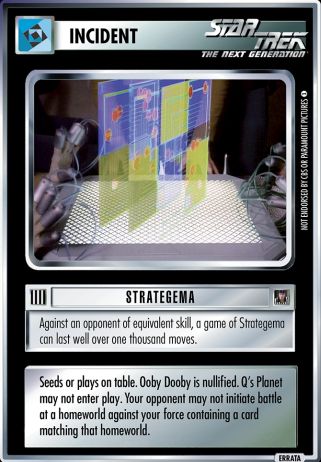 INCIDENT
STAR TREK
THE NEXT GENERATION
NOT ENDORSED BY CBS OR PARAMOUNT PICTURES
STRATEGEMA
Against an opponent of equivalent skill, a game of Strategema
can last well over one thousand moves.
Seeds or plays on table. Ooby Dooby is nullified. Q's Planet
may not enter play. Your opponent may not initiate battle
at a homeworld against your force containing a card
matching that homeworld.
ERRATA